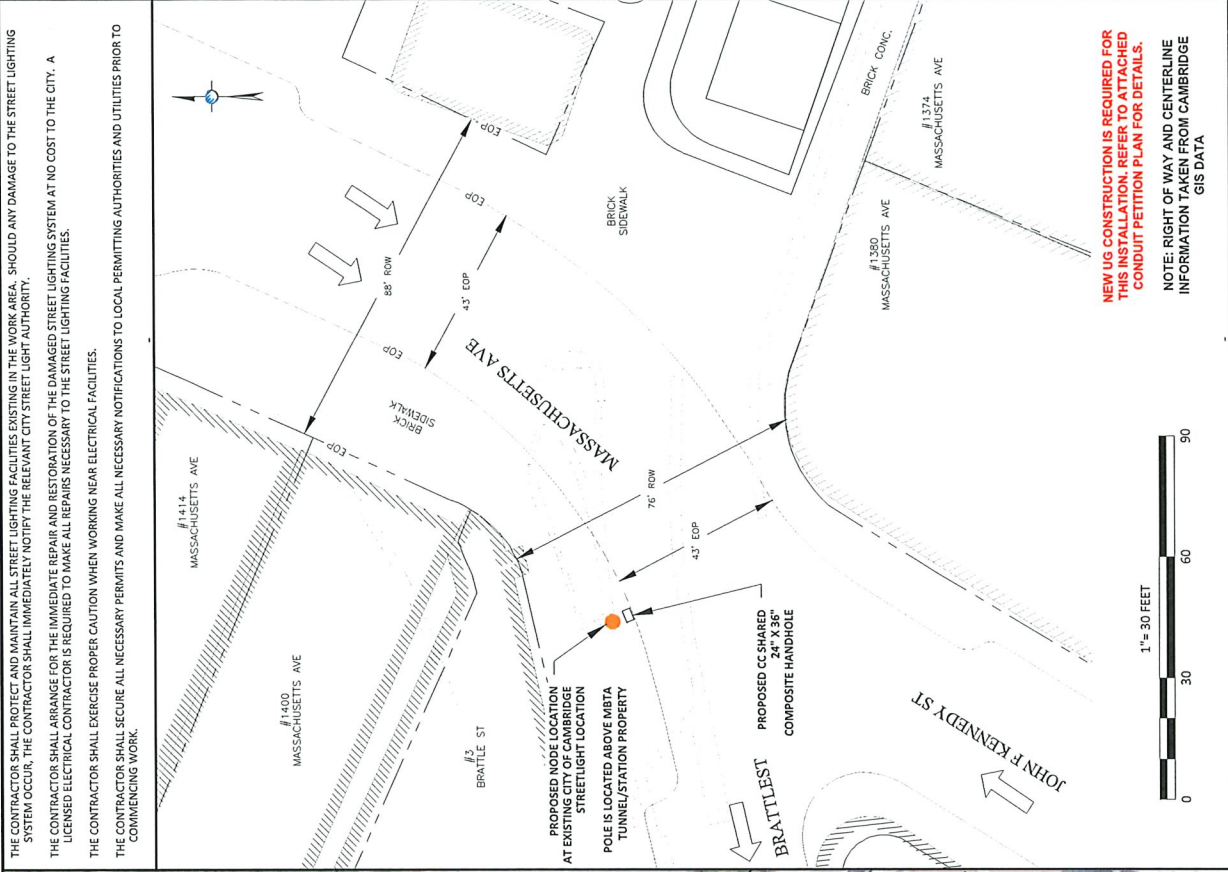 THE CONTRACTOR SHALL PROTECT AND MAINTAIN ALL STREET LIGHTING FACILITIES EXISTING IN THE WORK AREA. SHOULD ANY DAMAGE TO THE STREET LIGHTING
SYSTEM OCCUR, THE CONTRACTOR SHALL IMMEDIATELY NOTIFY THE RELEVANT CITY STREET LIGHT AUTHORITY.
THE CONTRACTOR SHALL ARRANGE FOR THE IMMEDIATE REPAIR AND RESTORATION OF THE DAMAGED STREET LIGHTING SYSTEM AT NO COST TO THE CITY. A
LICENSED ELECTRICAL CONTRACTOR IS REQUIRED TO MAKE ALL REPAIRS NECESSARY TO THE STREET LIGHTING FACILITIES.
THE CONTRACTOR SHALL EXERCISE PROPER CAUTION WHEN WORKING NEAR ELECTRICAL FACILITIES.
THE CONTRACTOR SHALL SECURE ALL NECESSARY PERMITS AND MAKE ALL NECESSARY NOTIFICATIONS TO LOCAL PERMITTING AUTHORITIES AND UTILITIES PRIOR TO
COMMENCING WORK.
#1414
MASSACHUSETTS AVE
EOP
88' ROW
EOP
EOP
EOP
43' EOP
BRICK
SIDEWALK
BRICK
SIDEWALK
MASSACHUSETTS AVE
#1400
MASSACHUSETTS AVE
#3
BRATTLE ST
76' ROW
43' EOP
BRICK CONC.
#1374
MASSACHUSETTS AVE
#1380
MASSACHUSETTS AVE
PROPOSED NODE LOCATION
AT EXISTING CITY OF CAMBRIDGE
STREETLIGHT LOCATION
POLE IS LOCATED ABOVE MBTA
TUNNEL/STATION PROPERTY
PROPOSED CC SHARED
24" X 36"
COMPOSITE HANDHOLE
BRATTLEST
JOHN F KENNEDY ST
NEW UG CONSTRUCTION IS REQUIRED FOR
THIS INSTALLATION. REFER TO ATTACHED
CONDUIT PETITION PLAN FOR DETAILS.
NOTE: RIGHT OF WAY AND CENTERLINE
INFORMATION TAKEN FROM CAMBRIDGE
GIS DATA
1"= 30 FEET
0 30 60 90